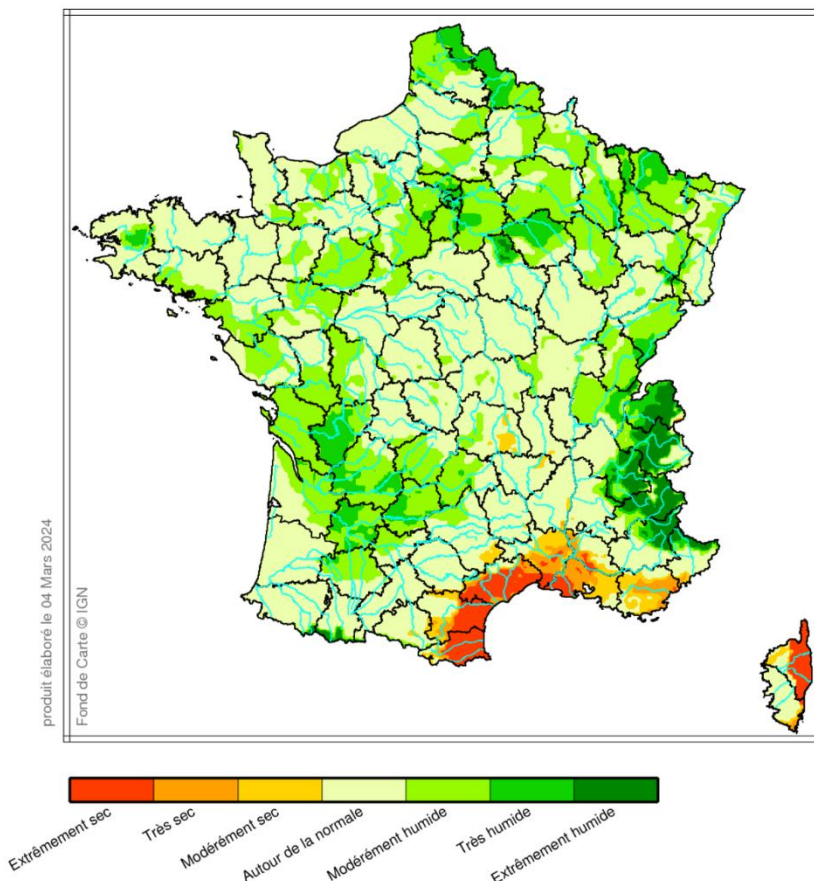 produit élaboré le 04 Mars 2024
Fond de Carte © IGN
Extrêmement sec
Très sec
Modérément sec
Autour de la normale
Modérément humide
Très humide
Extrêmement humide